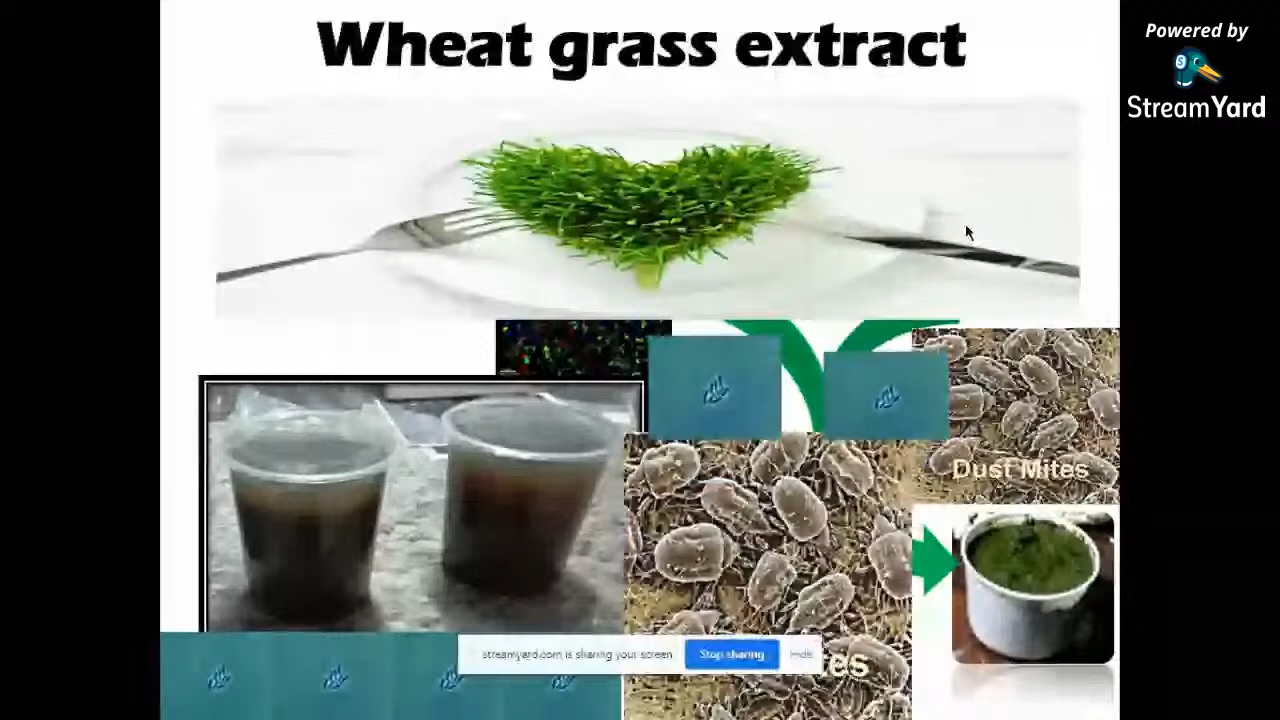 Wheat grass extract
Powered by
StreamYard
Dust Mites
streamyard.com is sharing your screen
Stop sharing
Hide